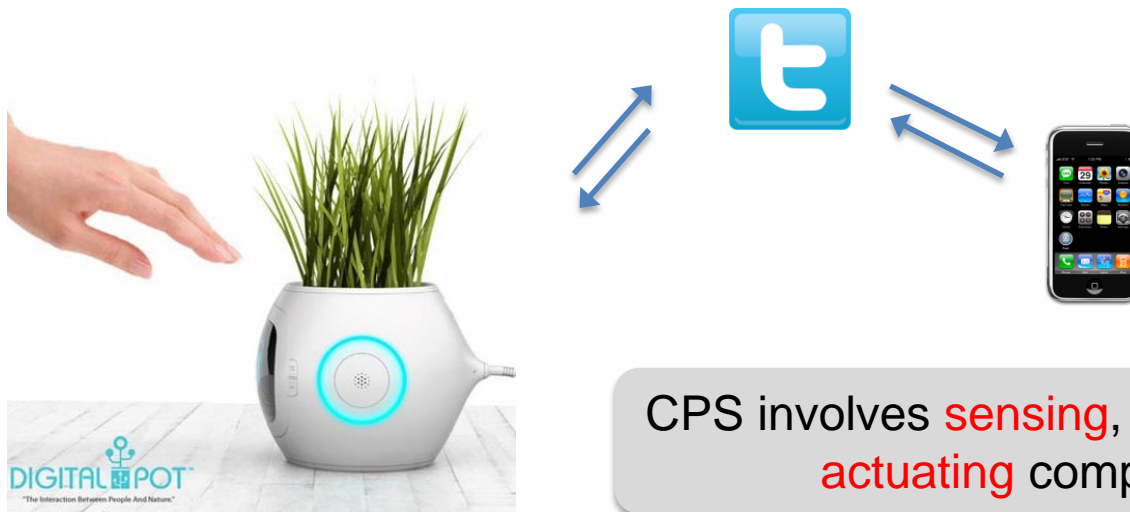 t
DIGITAL POT
"The Interaction Between People And Nature."
CPS involves sensing,
actuating comp